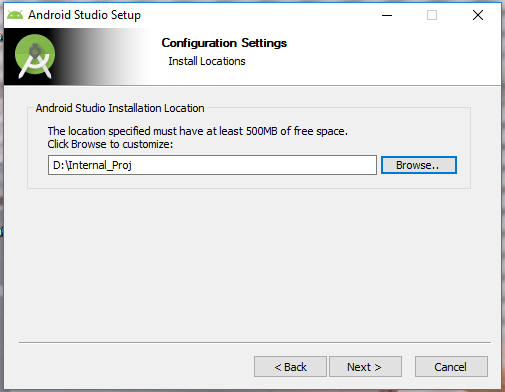 Android Studio Setup
Configuration Settings
Install Locations
Android Studio Installation Location
The location specified must have at least 500MB of free space.
Click Browse to customize:
D:\Internal_Proj
Browse..
< Back
Next >
Cancel